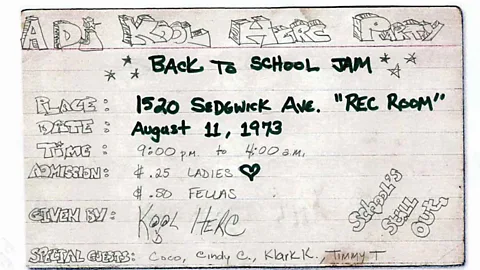 A DJ KOOL HERC PARTY
BACK TO SCHOOL JAM
PLACE: 1520 SEDGWICK AVE. "REC ROOM"
DATE: August 11, 1973
TIME: 9:00 p.m. to 4:00 a.m.
ADMISSION: $ .25 LADIES
$ .50 FELLAS
GIVEN BY: KOOL HERC
School's Still Out,
SPECIAL GUESTS: Coco, Cindy C., Klark K., Timmy T